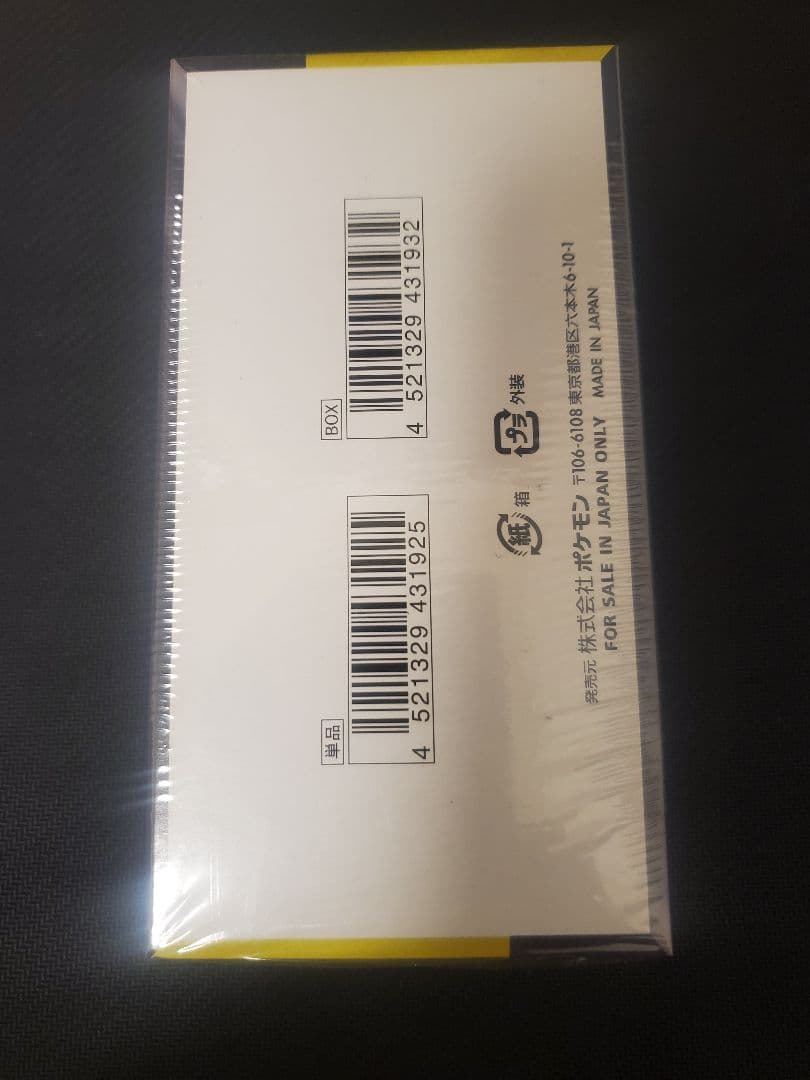 単品
4 521329 431925
BOX
4 521329 431932
紙 箱
プラ 外装
発売元 株式会社 ポケモン 〒106-6108 東京都港区六本木6-10-1
FOR SALE IN JAPAN ONLY MADE IN JAPAN